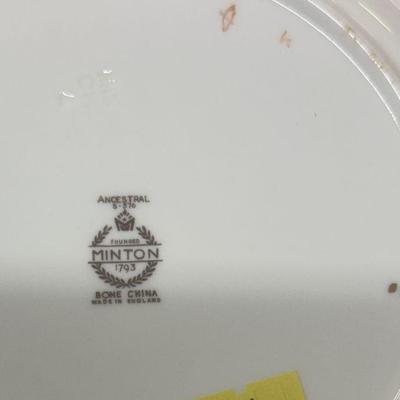 ANCESTRAL
S-376
FOUNDED
MINTON
1793
BONE CHINA
MADE IN ENGLAND